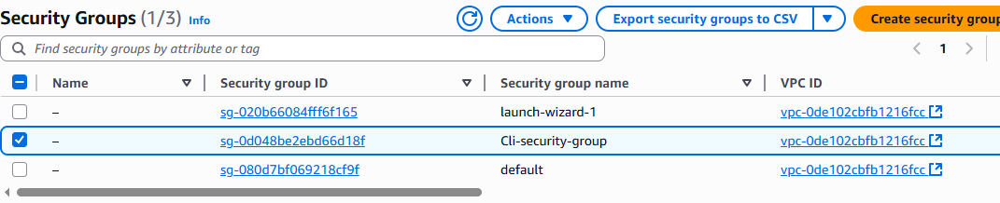 Security Groups (1/3) Info Actions Export security groups to CSV Create security group
Find security groups by attribute or tag 1
Name Security group ID Security group name VPC ID
– sg-020b66084fff6f165 launch-wizard-1 vpc-0de102cbfb1216fcc
– sg-0d048be2ebd66d18f Cli-security-group vpc-0de102cbfb1216fcc
– sg-080d7bf069218cf9f default vpc-0de102cbfb1216fcc